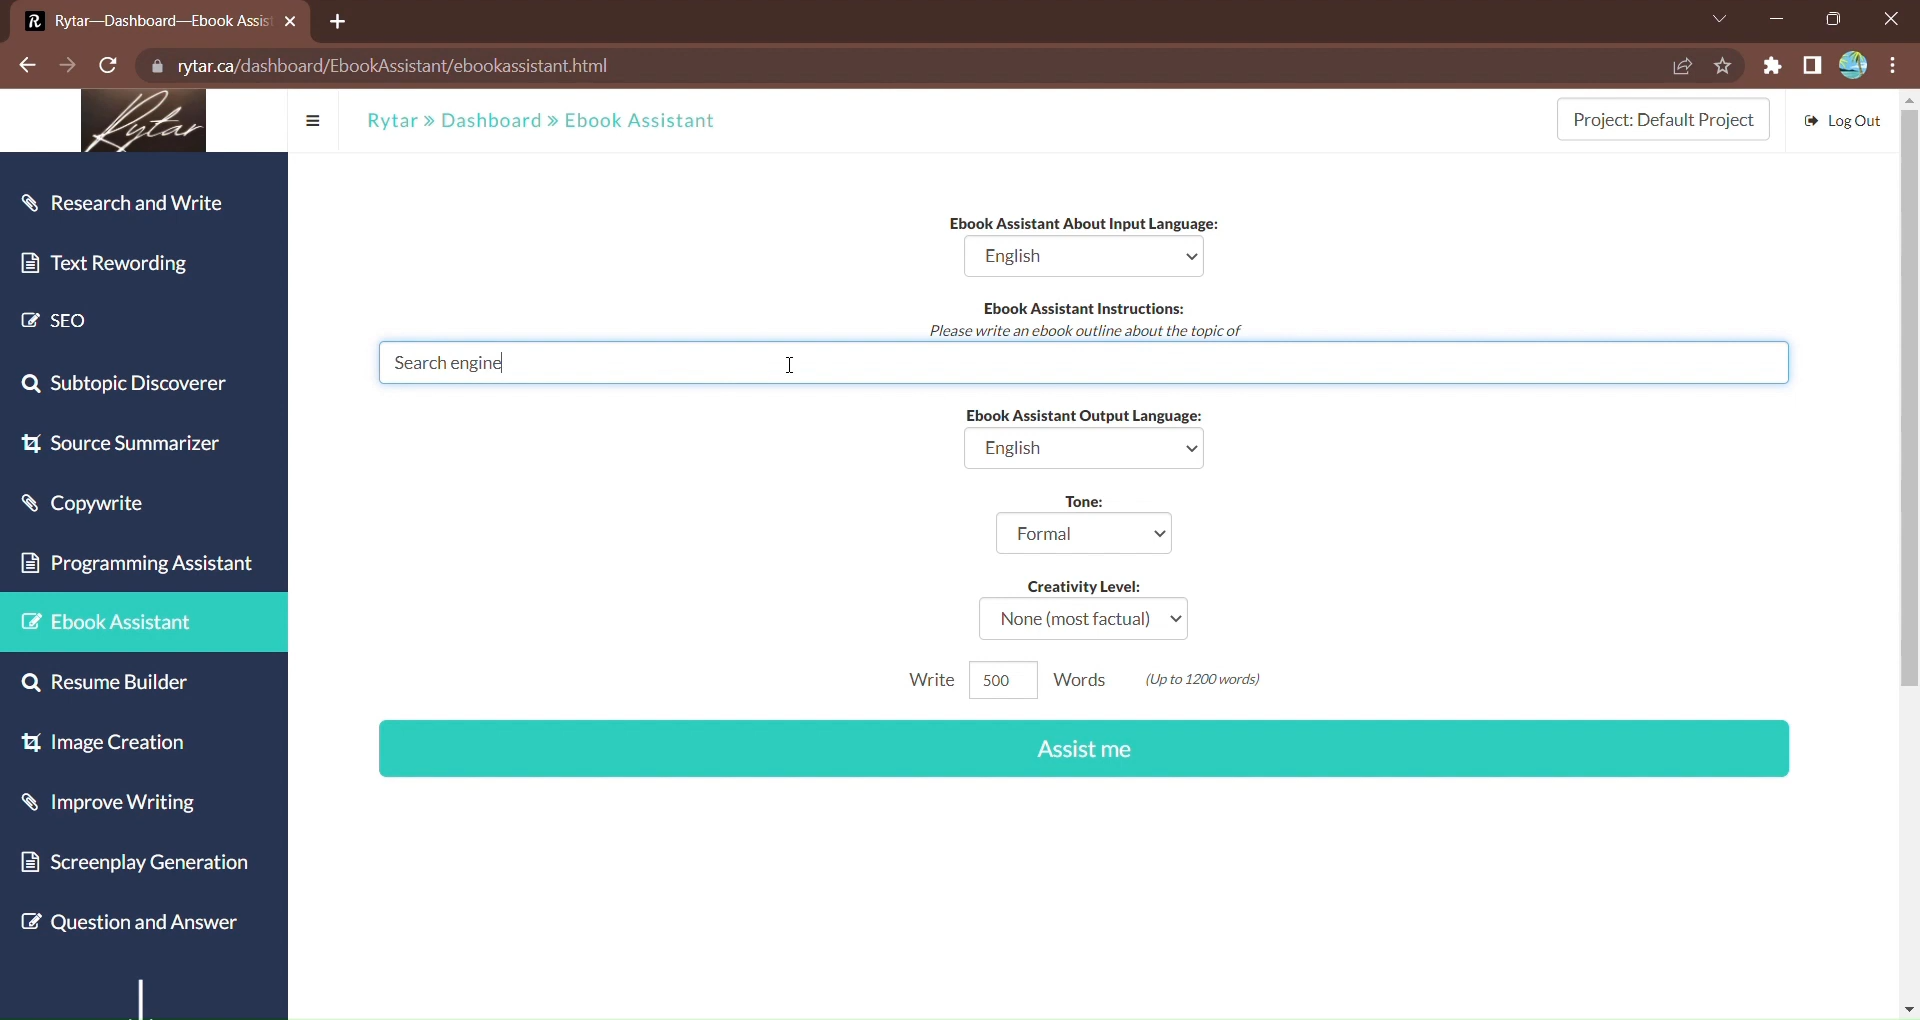 Rytar—Dashboard—Ebook Assis
rytar.ca/dashboard/EbookAssistant/ebookassistant.html
Rytar
Rytar » Dashboard » Ebook Assistant
Project: Default Project
Log Out
Research and Write
Text Rewording
SEO
Subtopic Discoverer
Source Summarizer
Copywrite
Programming Assistant
Ebook Assistant
Resume Builder
Image Creation
Improve Writing
Screenplay Generation
Question and Answer
Ebook Assistant About Input Language:
English
Ebook Assistant Instructions:
Please write an ebook outline about the topic of
Search engine
Ebook Assistant Output Language:
English
Tone:
Formal
Creativity Level:
None (most factual)
Write 500 Words (Up to 1200 words)
Assist me